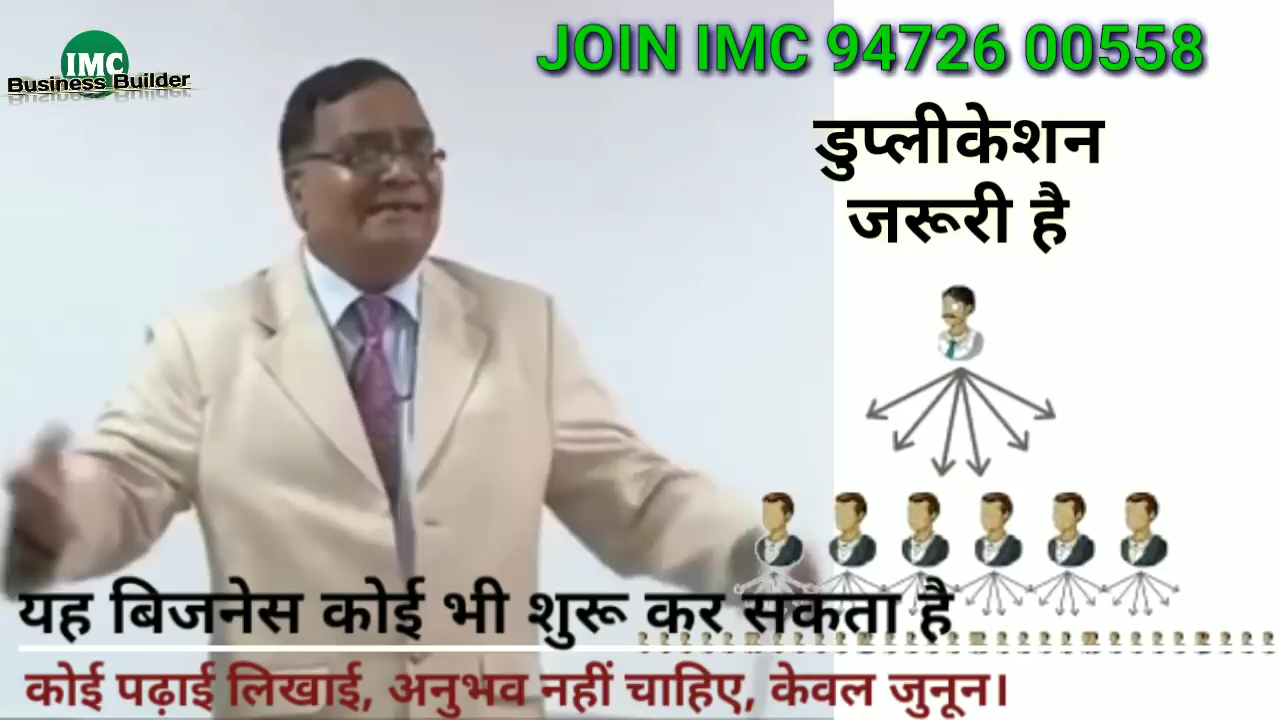 IMC
Business Builder
JOIN IMC 94726 00558
डुप्लीकेशन
जरूरी है
यह बिजनेस कोई भी शुरू कर सकता है
कोई पढ़ाई लिखाई, अनुभव नहीं चाहिए, केवल जुनून।